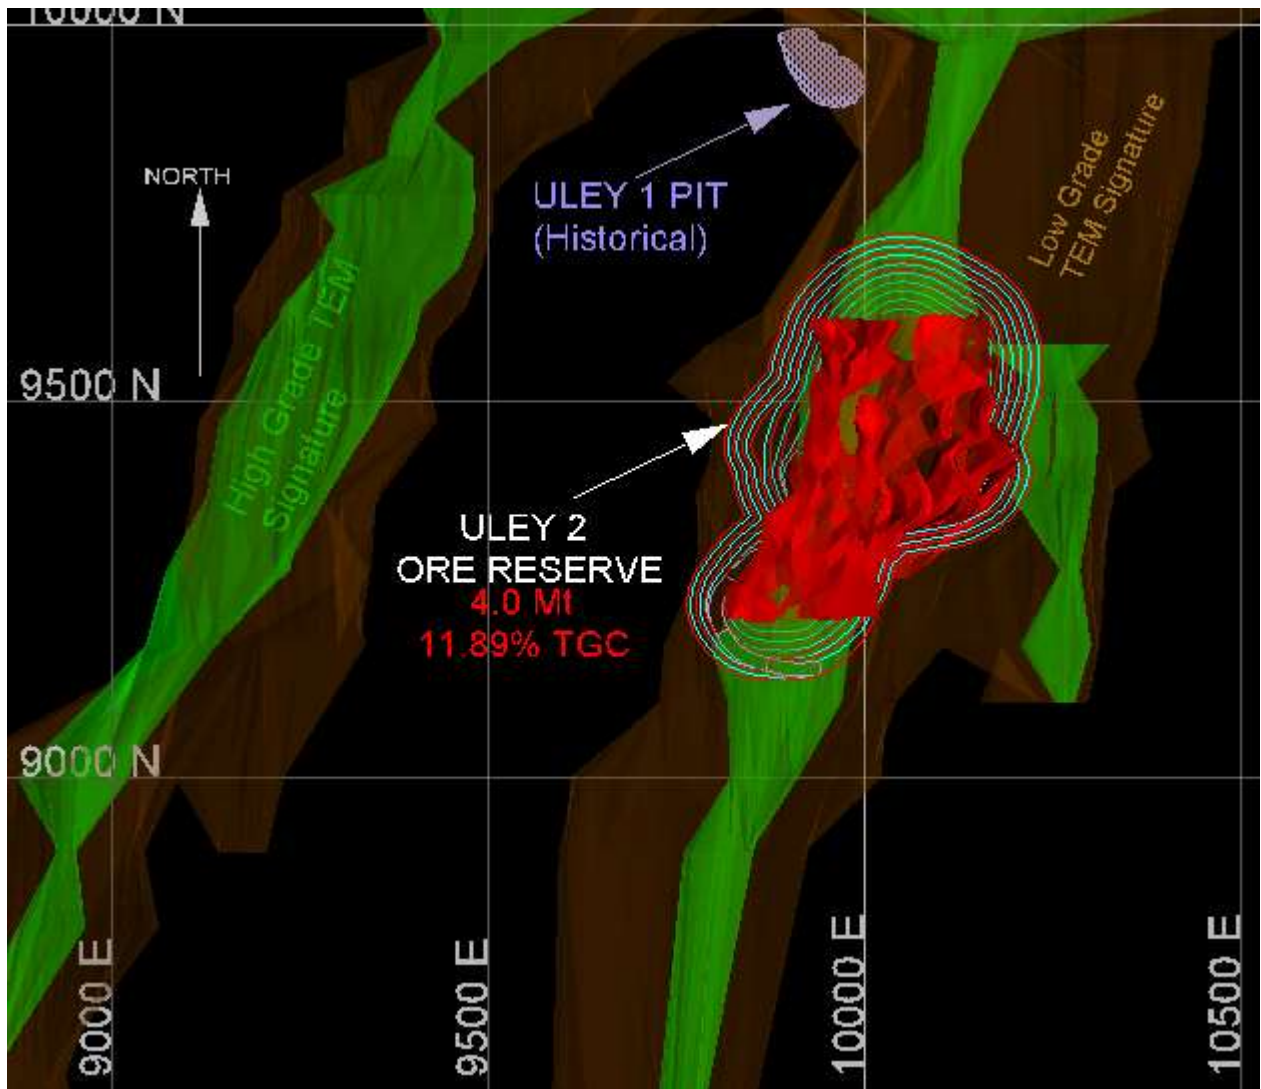 10000 N
NORTH
ULEY 1 PIT
(Historical)
Low Grade
TEM Signature
9500 N
High Grade TEM
Signature
ULEY 2
ORE RESERVE
4.0 Mt
11.89% TGC
9000 N
9000 E
9500 E
10000 E
10500 E